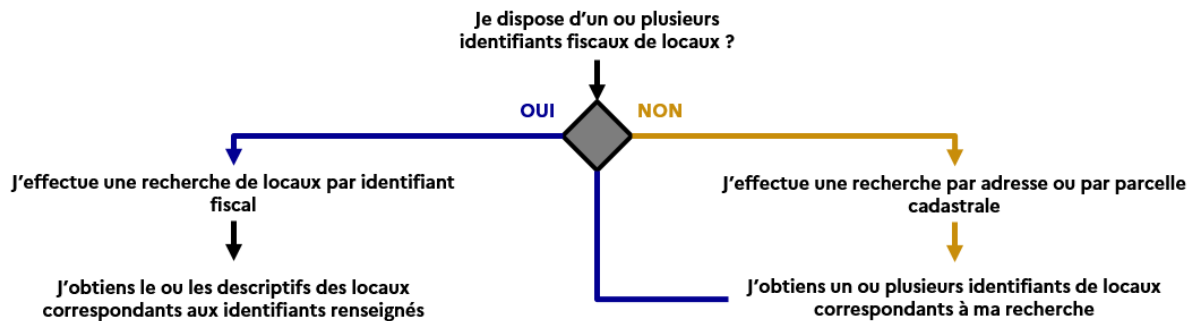 Je dispose d'un ou plusieurs
identifiants fiscaux de locaux ?
OUI
NON
J'effectue une recherche de locaux par identifiant
fiscal
J'effectue une recherche par adresse ou par parcelle
cadastrale
J'obtiens le ou les descriptifs des locaux
correspondants aux identifiants renseignés
J'obtiens un ou plusieurs identifiants de locaux
correspondants à ma recherche